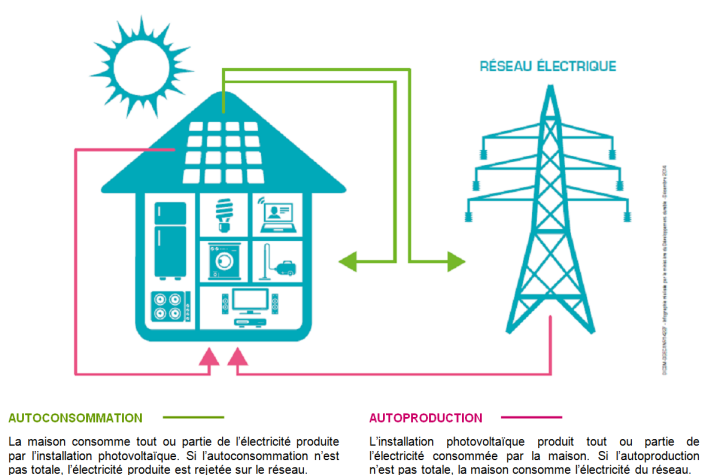 RÉSEAU ÉLECTRIQUE
AUTOCONSOMMATION
La maison consomme tout ou partie de l'électricité produite
par l'installation photovoltaïque. Si l'autoconsommation n'est
pas totale, l'électricité produite est rejetée sur le réseau.
AUTOPRODUCTION
L'installation photovoltaïque produit tout ou partie de
l'électricité consommée par la maison. Si l'autoproduction
n'est pas totale, la maison consomme l'électricité du réseau.